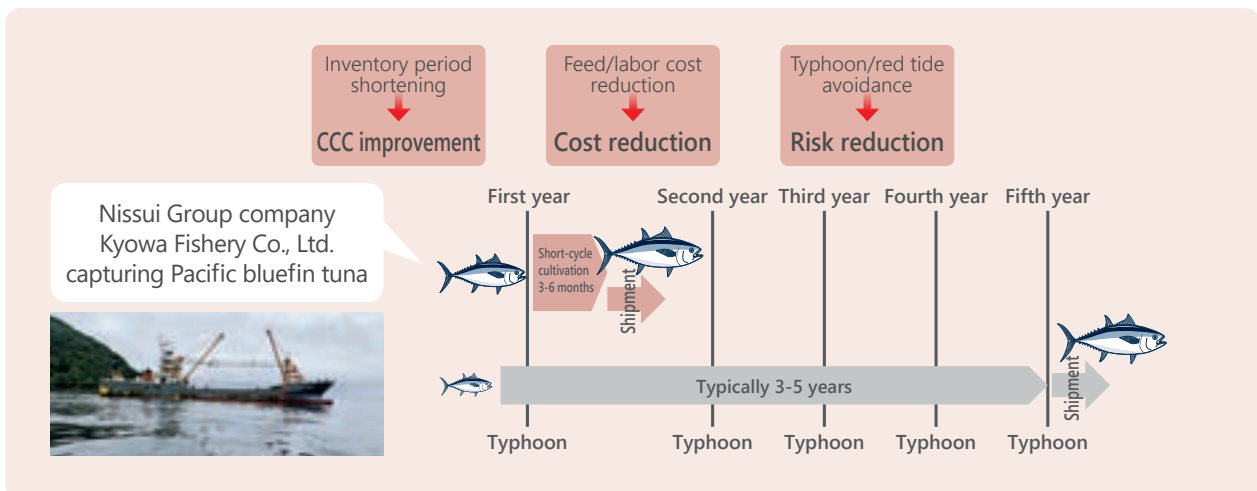 Inventory period
shortening
CCC improvement
Feed/labor cost
reduction
Cost reduction
Typhoon/red tide
avoidance
Risk reduction
Nissui Group company
Kyowa Fishery Co., Ltd.
capturing Pacific bluefin tuna
First year
Second year
Third year
Fourth year
Fifth year
Short-cycle
cultivation
3-6 months
Shipment
Typically 3-5 years
Shipment
Typhoon
Typhoon
Typhoon
Typhoon
Typhoon